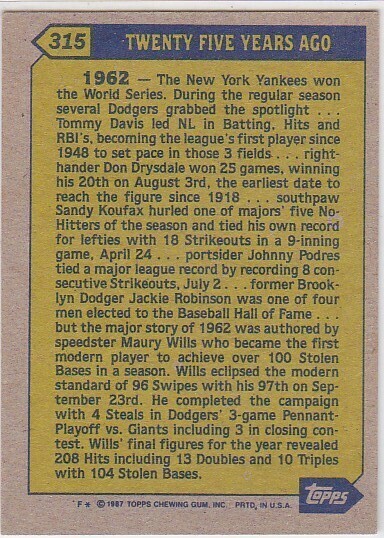 315 TWENTY FIVE YEARS AGO
1962 — The New York Yankees won
the World Series. During the regular season
several Dodgers grabbed the spotlight . . .
Tommy Davis led NL in Batting, Hits and
RBI's, becoming the league's first player since
1948 to set pace in those 3 fields . . . right-
hander Don Drysdale won 25 games, winning
his 20th on August 3rd, the earliest date to
reach the figure since 1918 . . . southpaw
Sandy Koufax hurled one of majors' five No-
Hitters of the season and tied his own record
for lefties with 18 Strikeouts in a 9-inning
game, April 24 . . . portsider Johnny Podres
tied a major league record by recording 8 con-
secutive Strikeouts, July 2 . . . former Brook-
lyn Dodger Jackie Robinson was one of four
men elected to the Baseball Hall of Fame . . .
but the major story of 1962 was authored by
speedster Maury Wills who became the first
modern player to achieve over 100 Stolen
Bases in a season. Wills eclipsed the modern
standard of 96 Swipes with his 97th on Sep-
tember 23rd. He completed the campaign
with 4 Steals in Dodgers' 3-game Pennant-
Playoff vs. Giants including 3 in closing con-
test. Wills' final figures for the year revealed
208 Hits including 13 Doubles and 10 Triples
with 104 Stolen Bases.
topps
F* © 1987 TOPPS CHEWING GUM, INC. PRTD. IN U.S.A.